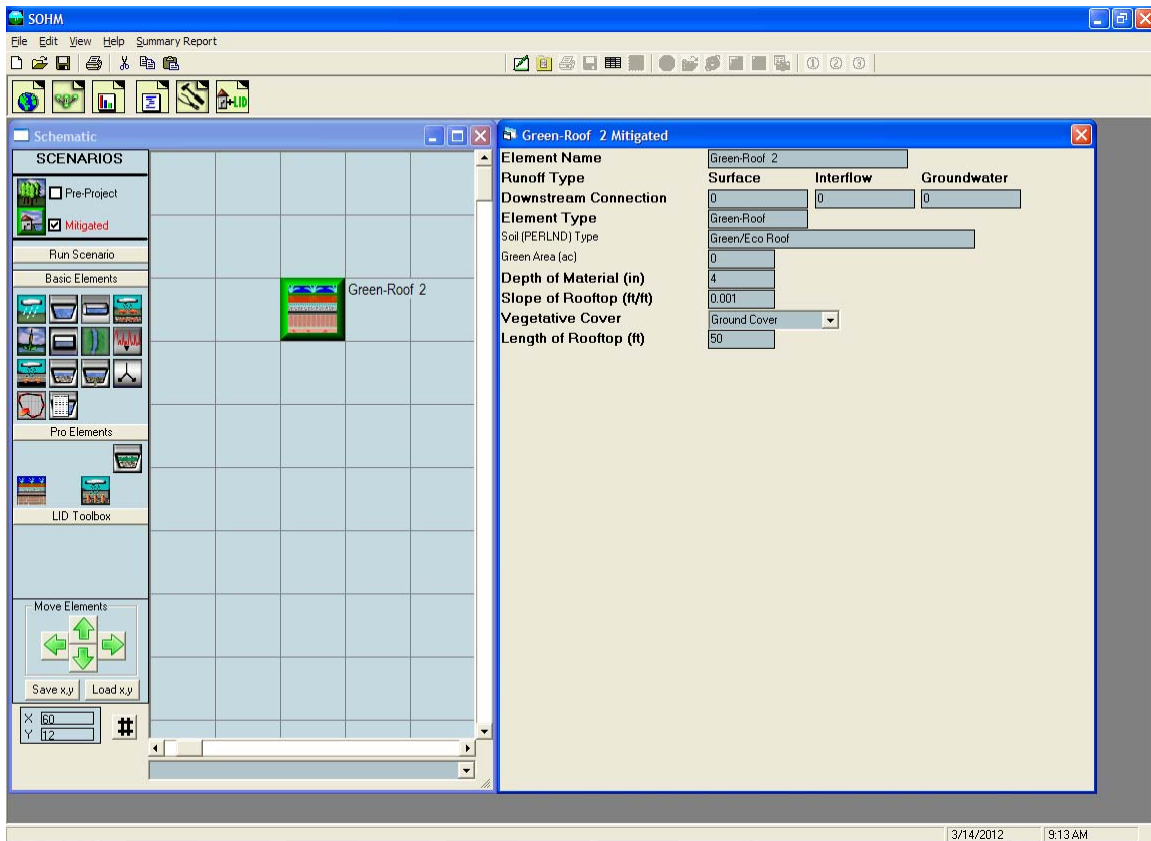 SOHM
File Edit View Help Summary Report
① ② ③
+LID
Schematic
SCENARIOS
Pre-Project
Mitigated
Run Scenario
Basic Elements
Pro Elements
LID Toolbox
Move Elements
Save x,y Load x,y
X 60
Y 12
#
Green-Roof 2
Green-Roof 2 Mitigated
Element Name Green-Roof 2
Runoff Type Surface Interflow Groundwater
Downstream Connection 0 0 0
Element Type Green-Roof
Soil (PERLND) Type Green/Eco Roof
Green Area (ac) 0
Depth of Material (in) 4
Slope of Rooftop (ft/ft) 0.001
Vegetative Cover Ground Cover
Length of Rooftop (ft) 50
3/14/2012 9:13 AM